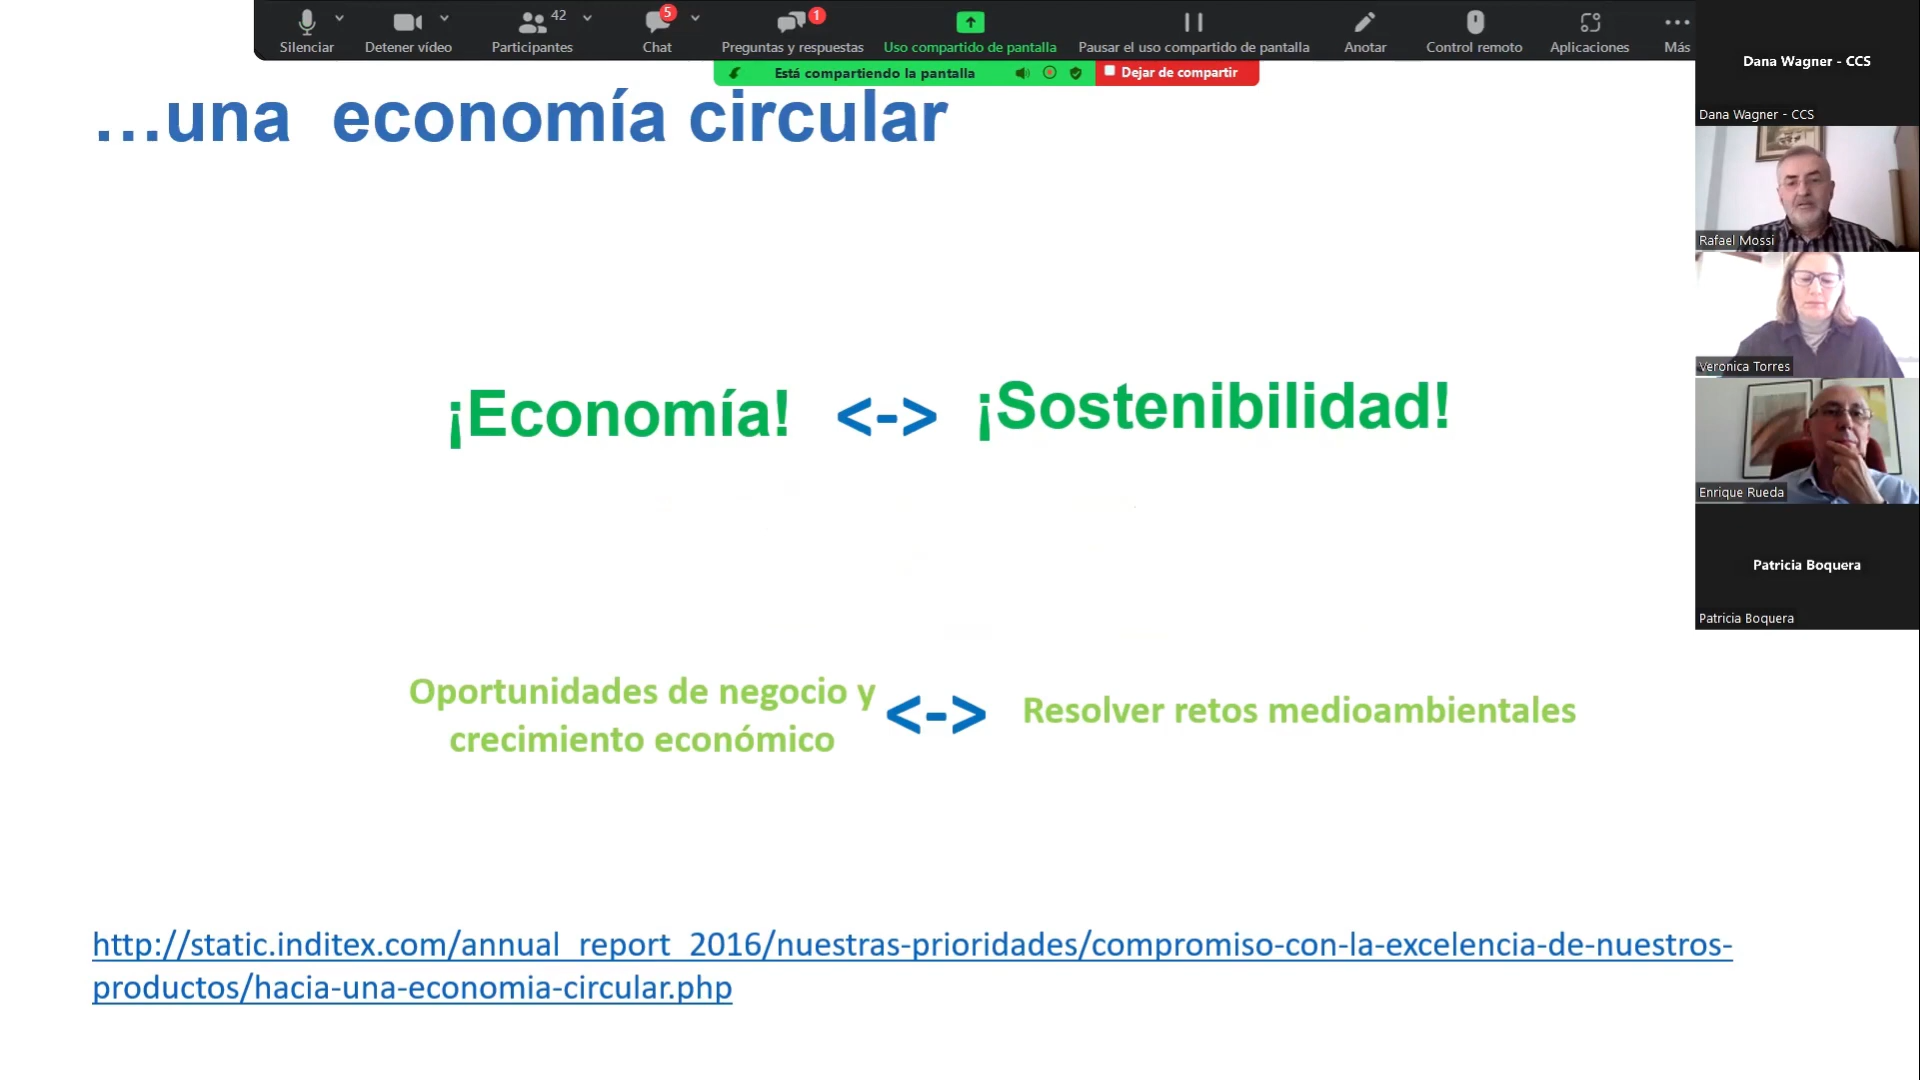 Silenciar
Detener vídeo
42
Participantes
5
Chat
1
Preguntas y respuestas
Uso compartido de pantalla
Pausar el uso compartido de pantalla
Anotar
Control remoto
Aplicaciones
Más
Está compartiendo la pantalla
Dejar de compartir
...una economía circular
¡Economía! <-> ¡Sostenibilidad!
Oportunidades de negocio y
crecimiento económico
<->
Resolver retos medioambientales
http://static.inditex.com/annual_report_2016/nuestras-prioridades/compromiso-con-la-excelencia-de-nuestros-
productos/hacia-una-economia-circular.php
Dana Wagner - CCS
Dana Wagner - CCS
Rafael Mossi
Veronica Torres
Enrique Rueda
Patricia Boquera
Patricia Boquera